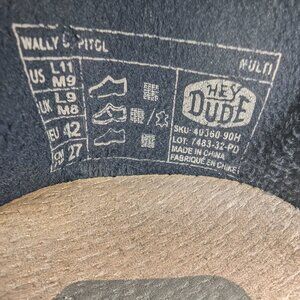 WALLY
MULTI
US L11
M9
UK L9
M8
EU 42
CM 27
HEY
DUDE
SKU: 40360-90H
LOT: 7483-32-PO
MADE IN CHINA
FABRIQUÉ EN CHINE